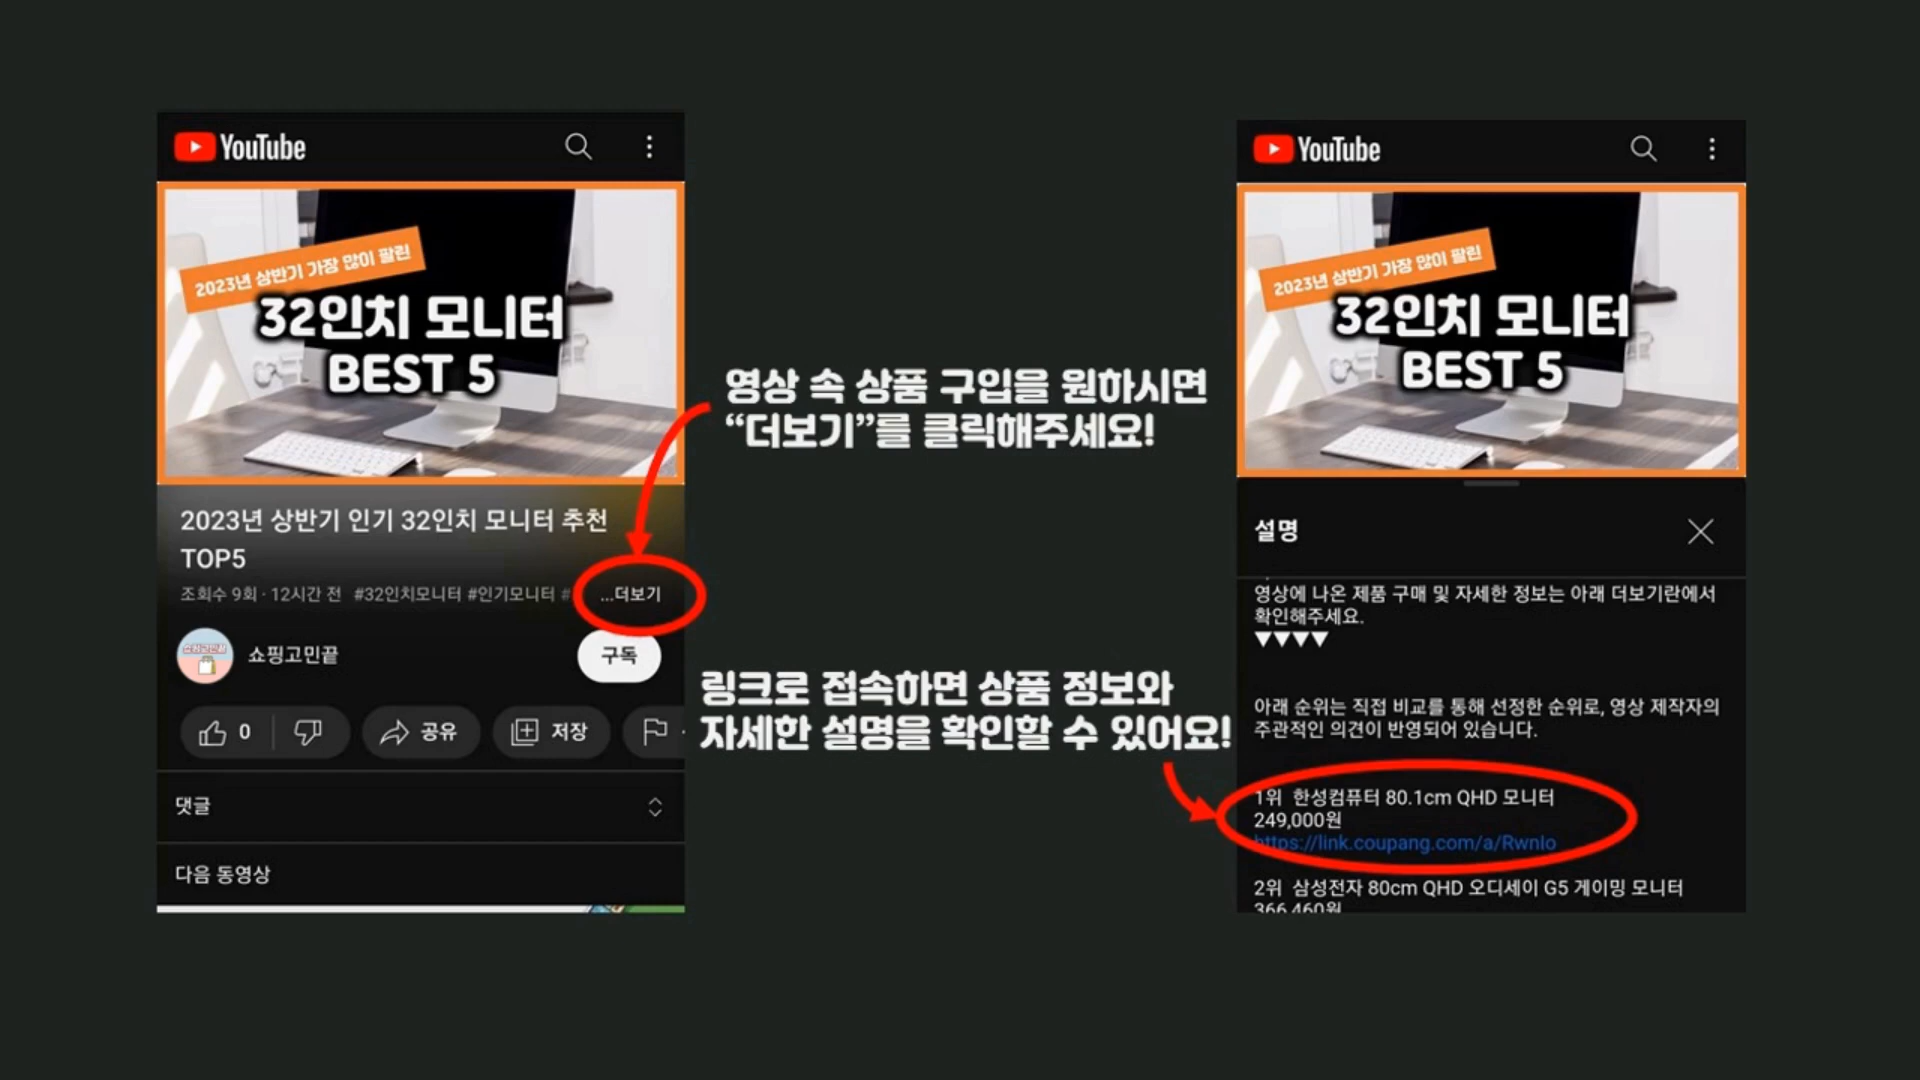 YouTube
2023년 상반기 가장 많이 팔린
32인치 모니터
BEST 5
2023년 상반기 인기 32인치 모니터 추천
TOP5
조회수 9회 · 12시간 전 #32인치모니터 #인기모니터 # ...더보기
쇼핑고민끝
쇼핑고민끝
구독
0
공유
저장
댓글
다음 동영상
영상 속 상품 구입을 원하시면
“더보기”를 클릭해주세요!
링크로 접속하면 상품 정보와
자세한 설명을 확인할 수 있어요!
YouTube
2023년 상반기 가장 많이 팔린
32인치 모니터
BEST 5
설명
영상에 나온 제품 구매 및 자세한 정보는 아래 더보기란에서
확인해주세요.
▼▼▼▼
아래 순위는 직접 비교를 통해 선정한 순위로, 영상 제작자의
주관적인 의견이 반영되어 있습니다.
1위 한성컴퓨터 80.1cm QHD 모니터
249,000원
https://link.coupang.com/a/RwnIo
2위 삼성전자 80cm QHD 오디세이 G5 게이밍 모니터
366,460원